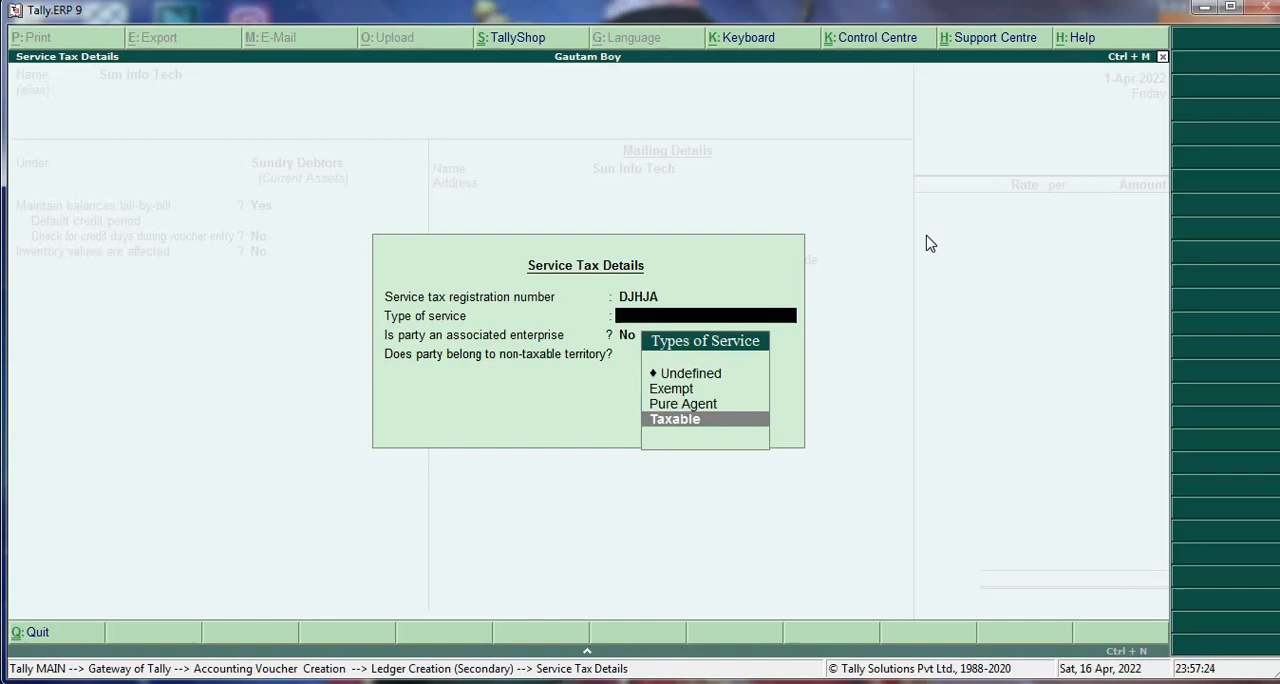 Tally.ERP 9
P: Print E: Export M: E-Mail O: Upload S: TallyShop G: Language K: Keyboard K: Control Centre H: Support Centre H: Help
Service Tax Details Gautam Boy Ctrl + M
Name Sun Info Tech 1-Apr-2022
(alias) Friday
Mailing Details
Under : Sundry Debtors Name Sun Info Tech
(Current Assets) Address
Rate per Amount
Maintain balances bill-by-bill ? Yes
Default credit period
Check for credit days during voucher entry ? No
Inventory values are affected ? No
Service Tax Details
Service tax registration number : DJHJA
Type of service :
Is party an associated enterprise ? No
Does party belong to non-taxable territory?
Types of Service
♦ Undefined
Exempt
Pure Agent
Taxable
Q: Quit
Ctrl + N
Tally MAIN --> Gateway of Tally --> Accounting Voucher Creation --> Ledger Creation (Secondary) --> Service Tax Details © Tally Solutions Pvt Ltd, 1988-2020 Sat, 16 Apr, 2022 23:57:24